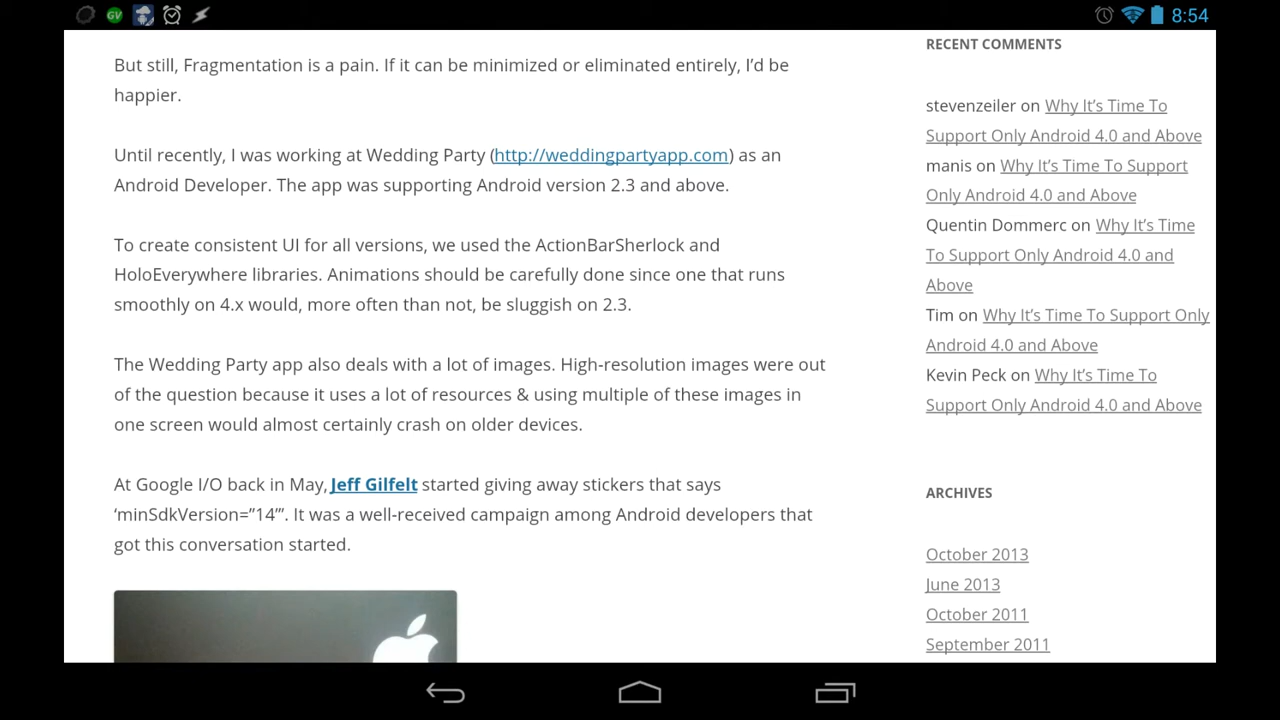 GV
8:54
But still, Fragmentation is a pain. If it can be minimized or eliminated entirely, I’d be
happier.
Until recently, I was working at Wedding Party (http://weddingpartyapp.com) as an
Android Developer. The app was supporting Android version 2.3 and above.
To create consistent UI for all versions, we used the ActionBarSherlock and
HoloEverywhere libraries. Animations should be carefully done since one that runs
smoothly on 4.x would, more often than not, be sluggish on 2.3.
The Wedding Party app also deals with a lot of images. High-resolution images were out
of the question because it uses a lot of resources & using multiple of these images in
one screen would almost certainly crash on older devices.
At Google I/O back in May, Jeff Gilfelt started giving away stickers that says
‘minSdkVersion=”14″’. It was a well-received campaign among Android developers that
got this conversation started.
RECENT COMMENTS
stevenzeiler on Why It’s Time To
Support Only Android 4.0 and Above
manis on Why It’s Time To Support
Only Android 4.0 and Above
Quentin Dommerc on Why It’s Time
To Support Only Android 4.0 and
Above
Tim on Why It’s Time To Support Only
Android 4.0 and Above
Kevin Peck on Why It’s Time To
Support Only Android 4.0 and Above
ARCHIVES
October 2013
June 2013
October 2011
September 2011